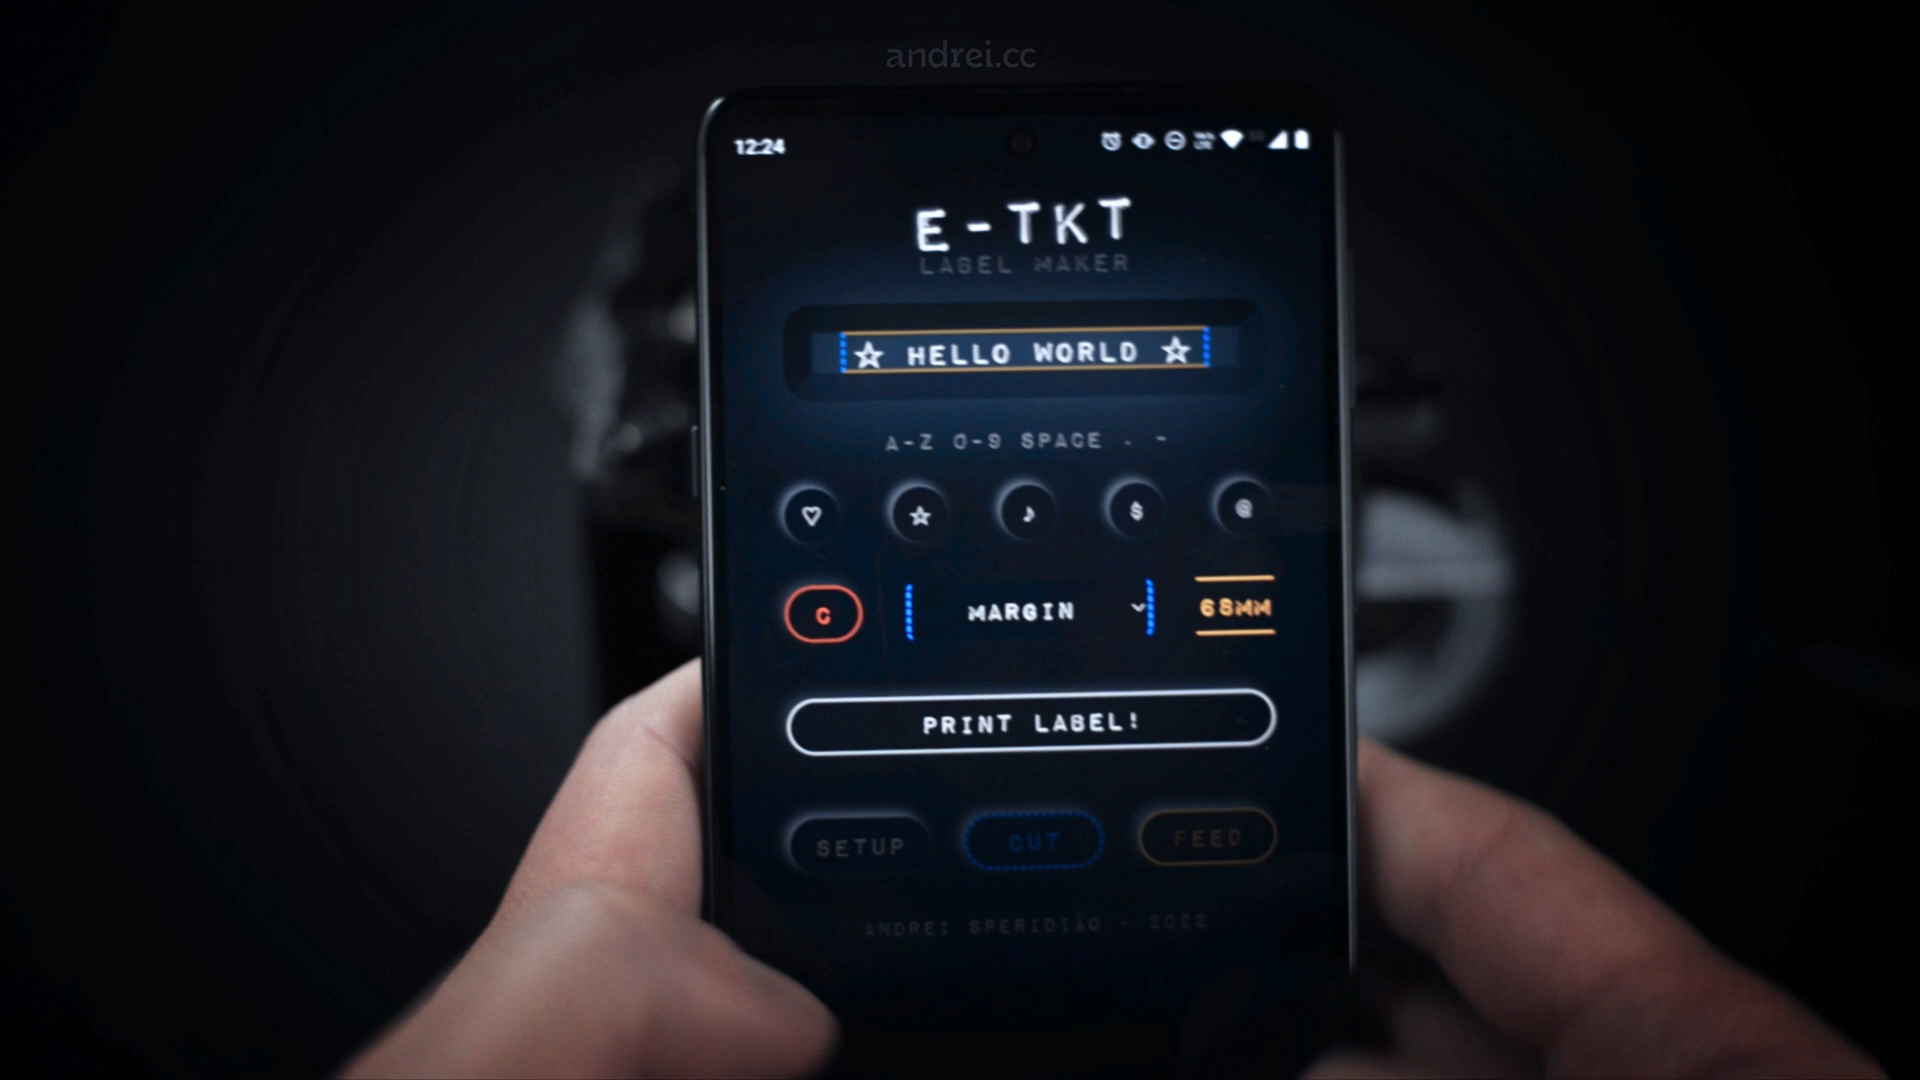 andrei.cc
12:24
E-TKT
LABEL MAKER
☆ HELLO WORLD ☆
A-Z 0-9 SPACE . -
♡ ☆ ♪ $ @
C MARGIN 68MM
PRINT LABEL!
SETUP CUT FEED
ANDREI SPERIDIÃO - 2022